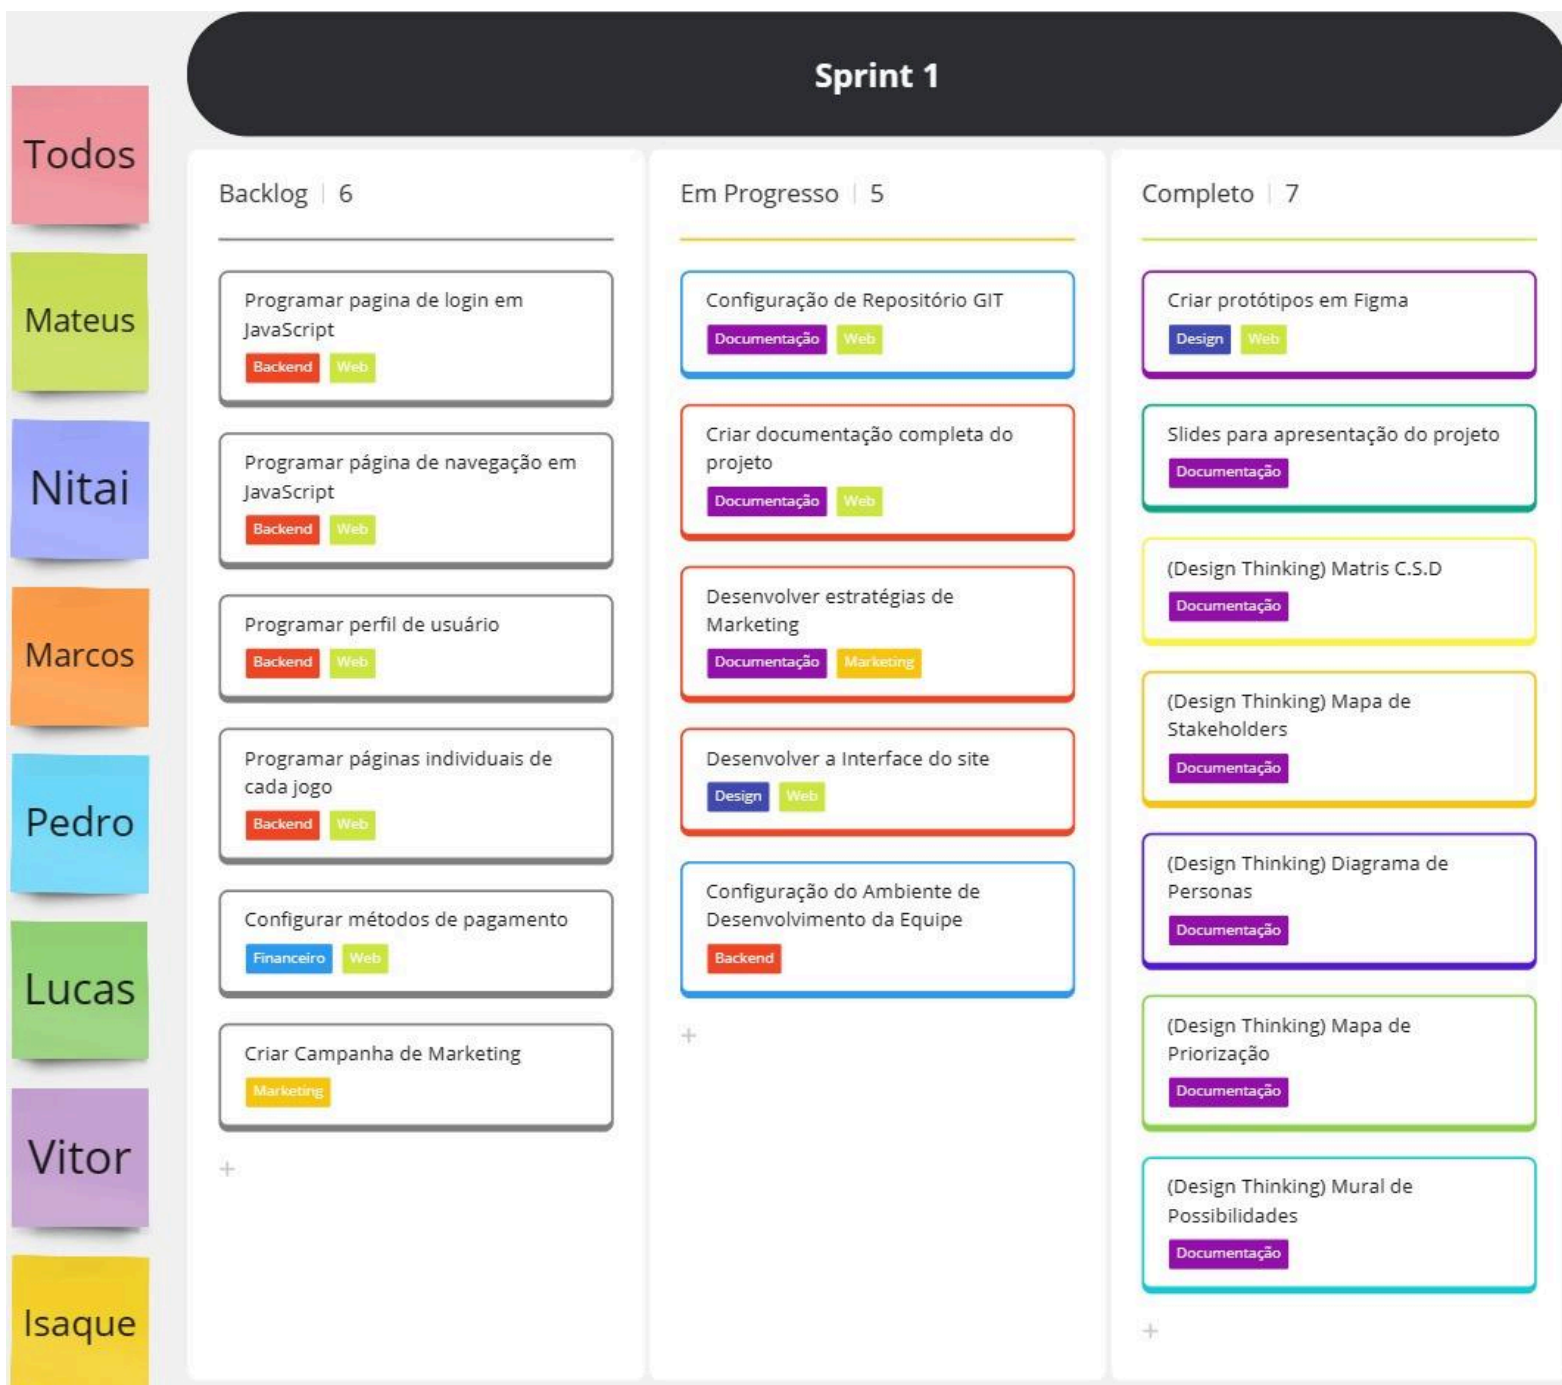 Sprint 1
Todos
Mateus
Nitai
Marcos
Pedro
Lucas
Vitor
Isaque
Backlog | 6
Programar pagina de login em
JavaScript
Backend Web
Programar página de navegação em
JavaScript
Backend Web
Programar perfil de usuário
Backend Web
Programar páginas individuais de
cada jogo
Backend Web
Configurar métodos de pagamento
Financeiro Web
Criar Campanha de Marketing
Marketing
+
Em Progresso | 5
Configuração de Repositório GIT
Documentação Web
Criar documentação completa do
projeto
Documentação Web
Desenvolver estratégias de
Marketing
Documentação Marketing
Desenvolver a Interface do site
Design Web
Configuração do Ambiente de
Desenvolvimento da Equipe
Backend
+
Completo | 7
Criar protótipos em Figma
Design Web
Slides para apresentação do projeto
Documentação
(Design Thinking) Matris C.S.D
Documentação
(Design Thinking) Mapa de
Stakeholders
Documentação
(Design Thinking) Diagrama de
Personas
Documentação
(Design Thinking) Mapa de
Priorização
Documentação
(Design Thinking) Mural de
Possibilidades
Documentação
+